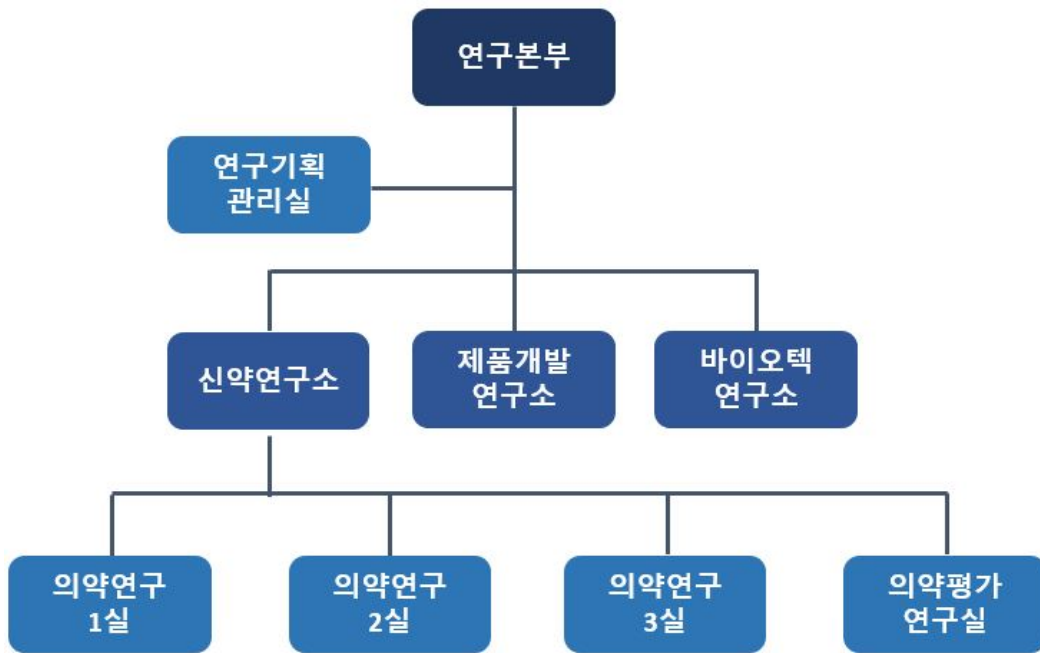 연구본부
연구기획
관리실
신약연구소
제품개발
연구소
바이오텍
연구소
의약연구
1실
의약연구
2실
의약연구
3실
의약평가
연구실